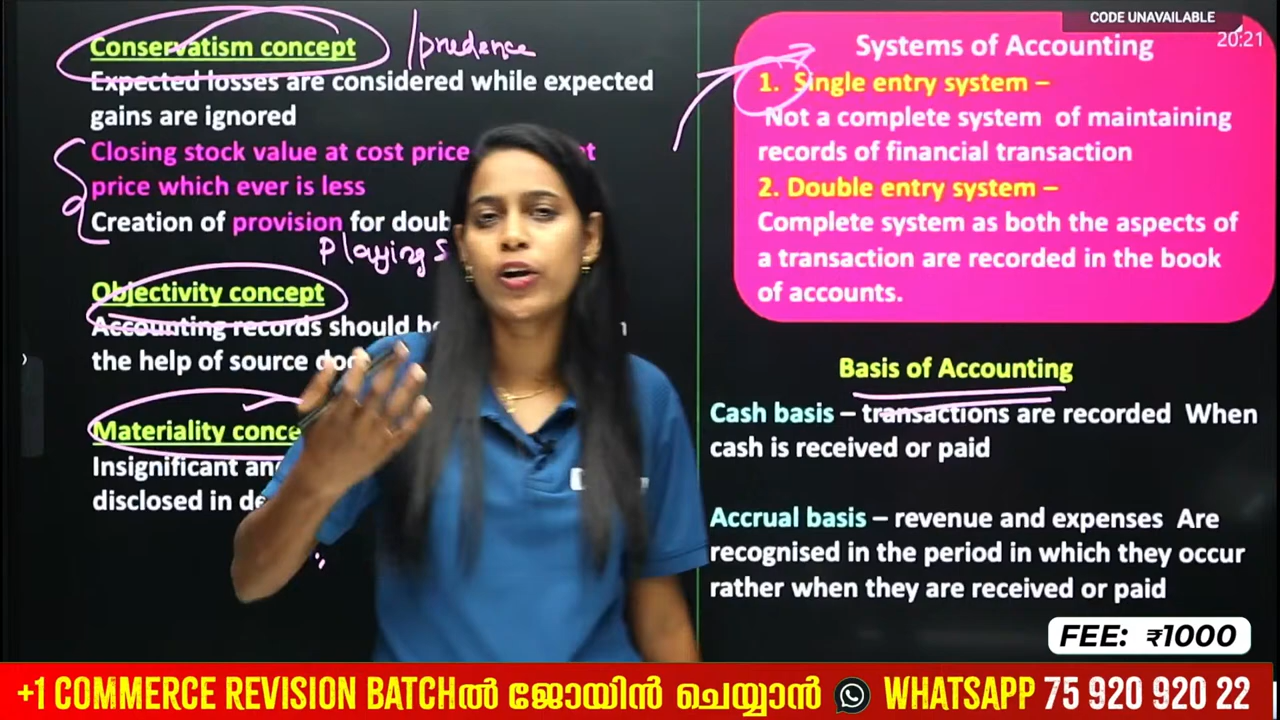 Conservatism concept /prudence
Expected losses are considered while expected
gains are ignored
Closing stock value at cost price
price which ever is less
Creation of provision for doub
Playing s
Objectivity concept
Accounting records should be
the help of source doc
Materiality conce
Insignificant an
disclosed in de
CODE UNAVAILABLE
20:21
Systems of Accounting
1. Single entry system –
Not a complete system of maintaining
records of financial transaction
2. Double entry system –
Complete system as both the aspects of
a transaction are recorded in the book
of accounts.
Basis of Accounting
Cash basis – transactions are recorded When
cash is received or paid
Accrual basis – revenue and expenses Are
recognised in the period in which they occur
rather when they are received or paid
FEE: ₹1000
+1 COMMERCE REVISION BATCHൽ ജോയിൻ ചെയ്യാൻ WHATSAPP 75 920 920 22